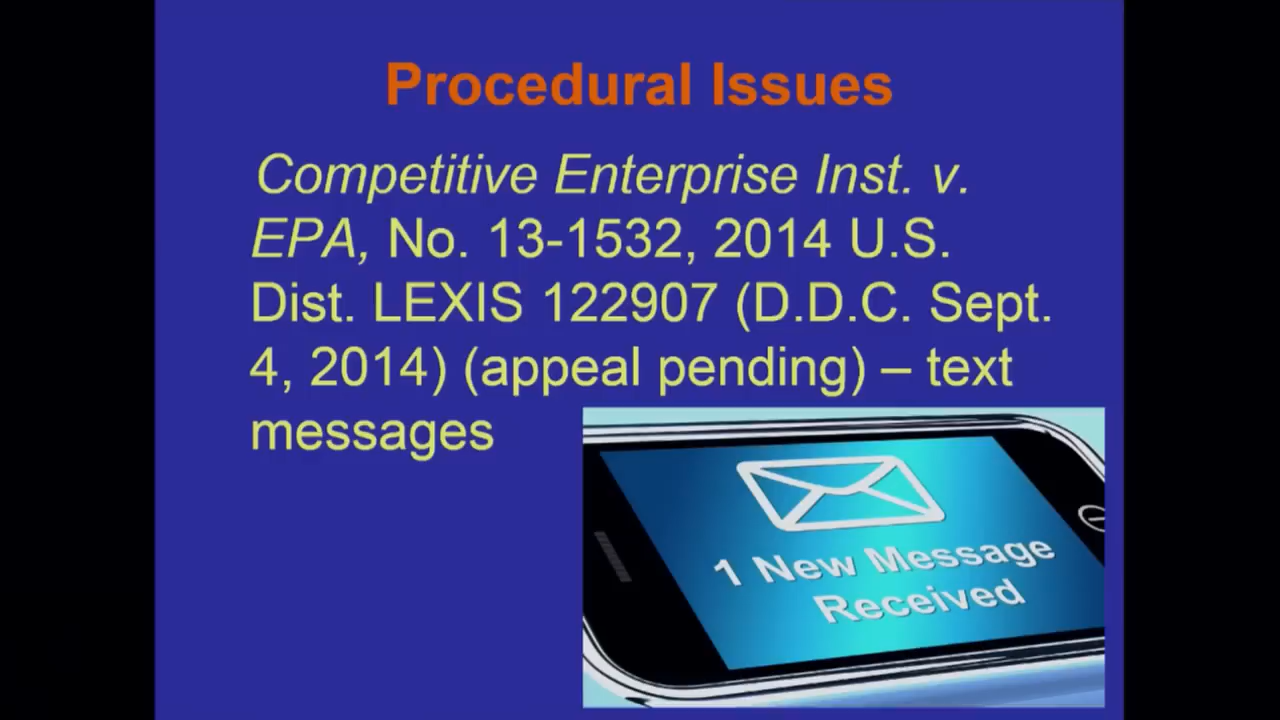 Procedural Issues
Competitive Enterprise Inst. v.
EPA, No. 13-1532, 2014 U.S.
Dist. LEXIS 122907 (D.D.C. Sept.
4, 2014) (appeal pending) – text
messages
1 New Message
Received